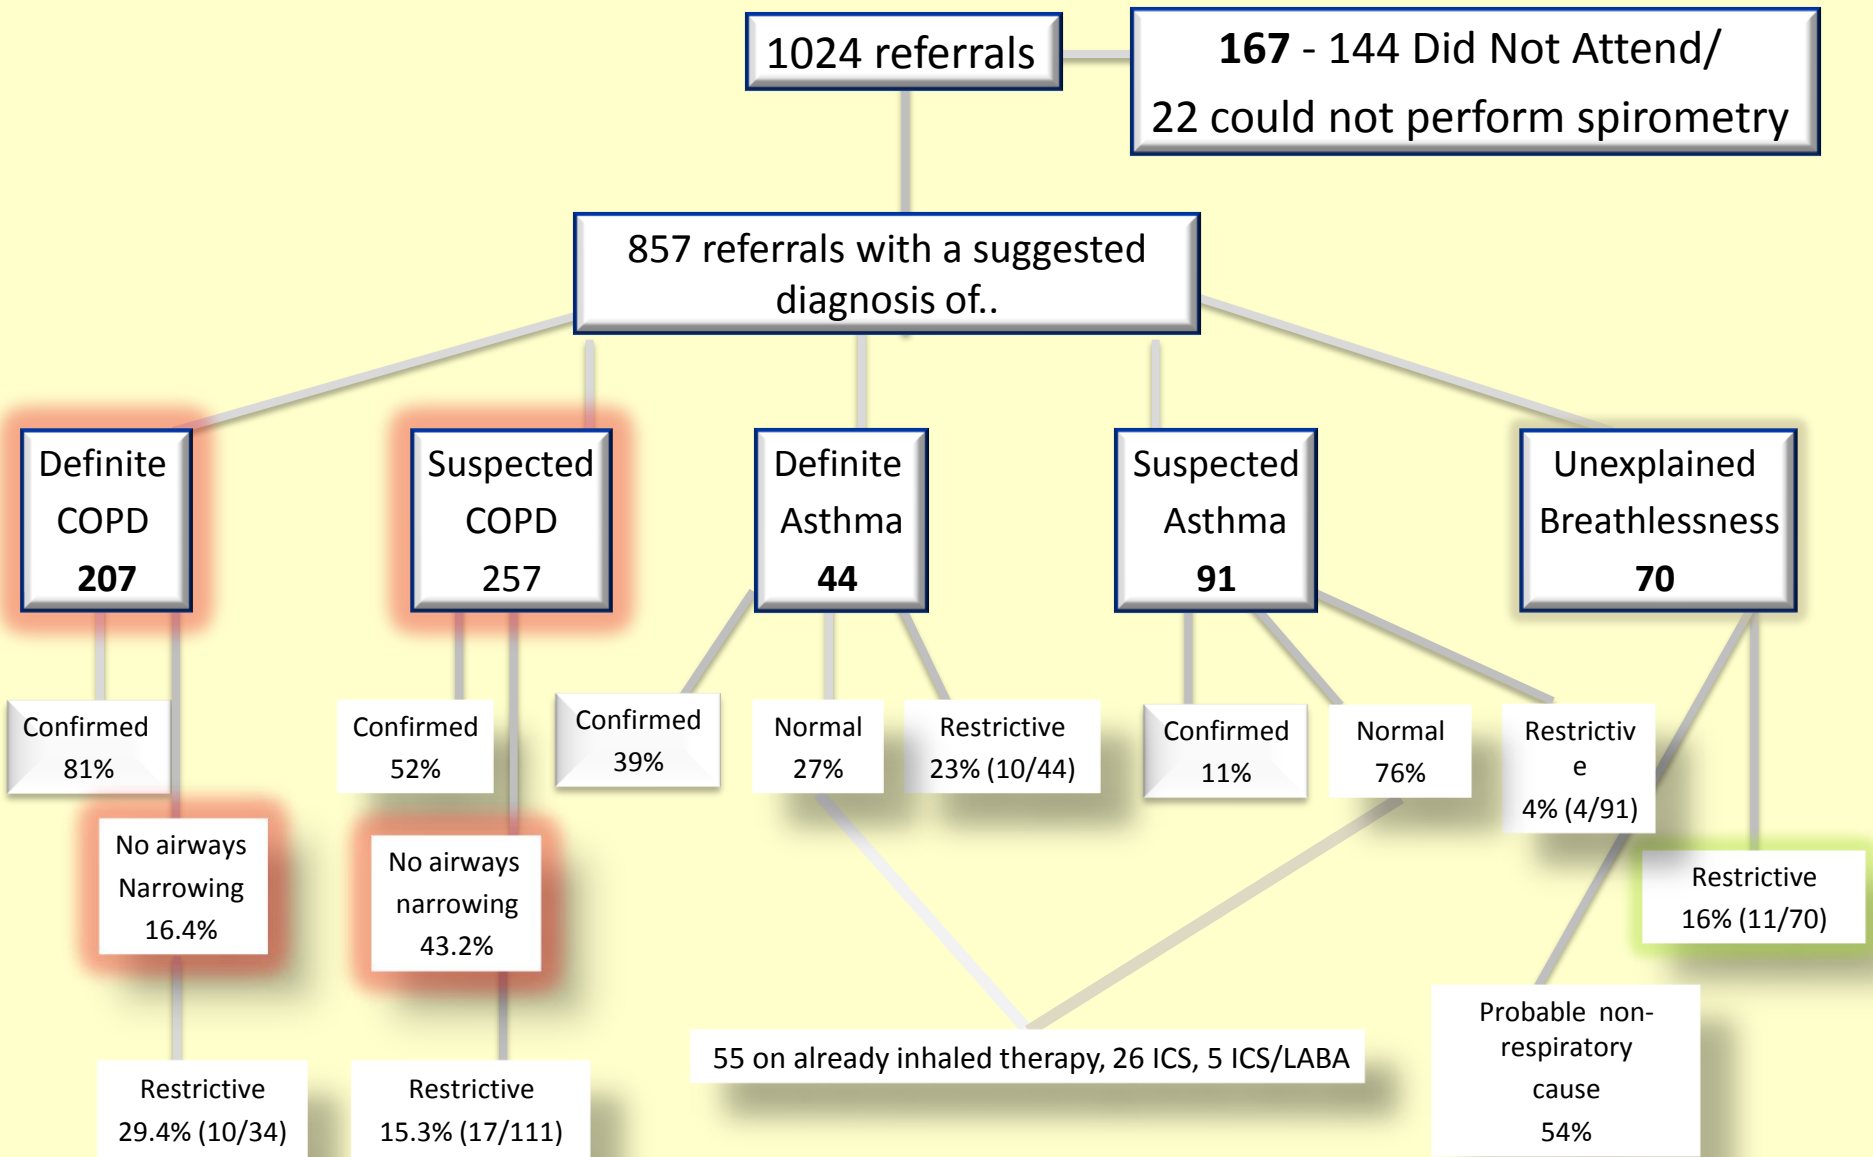 1024 referrals
167 - 144 Did Not Attend/
22 could not perform spirometry
857 referrals with a suggested
diagnosis of..
Definite
COPD
207
Suspected
COPD
257
Definite
Asthma
44
Suspected
Asthma
91
Unexplained
Breathlessness
70
Confirmed
81%
Confirmed
52%
Confirmed
39%
Normal
27%
Restrictive
23% (10/44)
Confirmed
11%
Normal
76%
Restrictiv
e
4% (4/91)
No airways
Narrowing
16.4%
No airways
narrowing
43.2%
Restrictive
16% (11/70)
Restrictive
29.4% (10/34)
Restrictive
15.3% (17/111)
55 on already inhaled therapy, 26 ICS, 5 ICS/LABA
Probable non-
respiratory
cause
54%